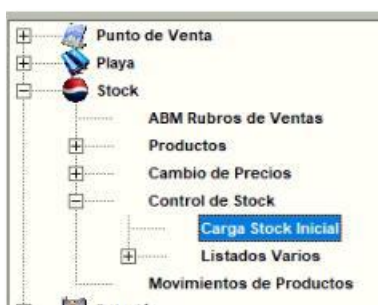 Punto de Venta
Playa
Stock
ABM Rubros de Ventas
Productos
Cambio de Precios
Control de Stock
Carga Stock Inicial
Listados Varios
Movimientos de Productos